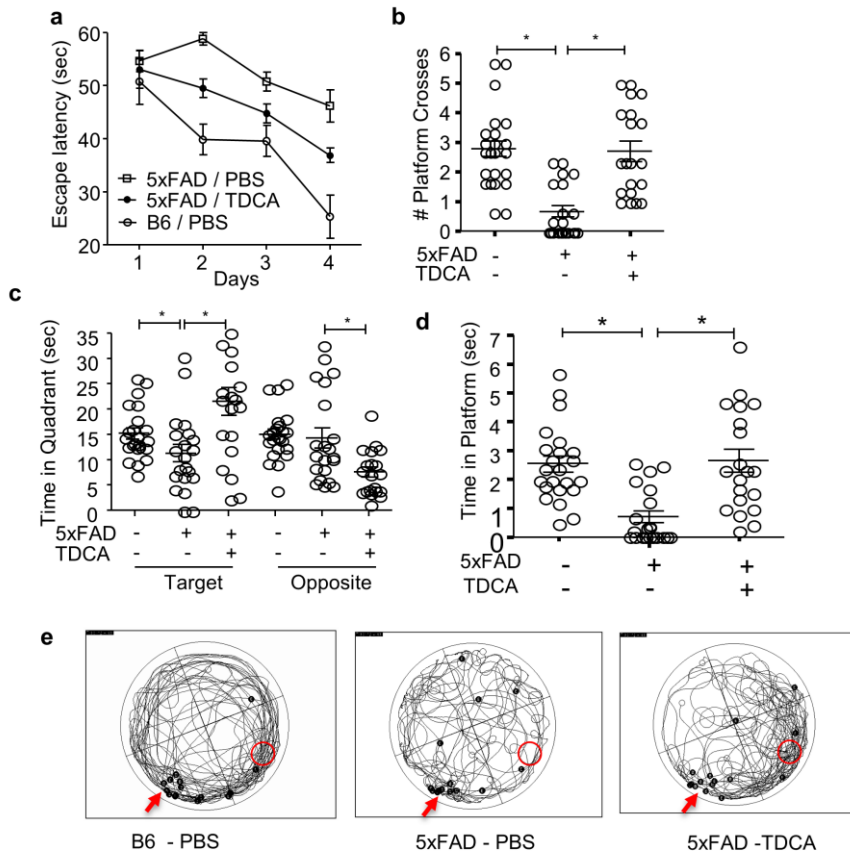 a
Escape latency (sec)
60
50
40
30
20
5xFAD / PBS
5xFAD / TDCA
B6 / PBS
1 2 3 4
Days
b
* *
# Platform Crosses
6
5
4
3
2
1
0
5xFAD - + +
TDCA - - +
c
* * *
Time in Quadrant (sec)
35
30
25
20
15
10
5
0
5xFAD - + + - + +
TDCA - - + - - +
Target Opposite
d
* *
Time in Platform (sec)
7
6
5
4
3
2
1
0
5xFAD - + +
TDCA - - +
e
B6 - PBS 5xFAD - PBS 5xFAD -TDCA